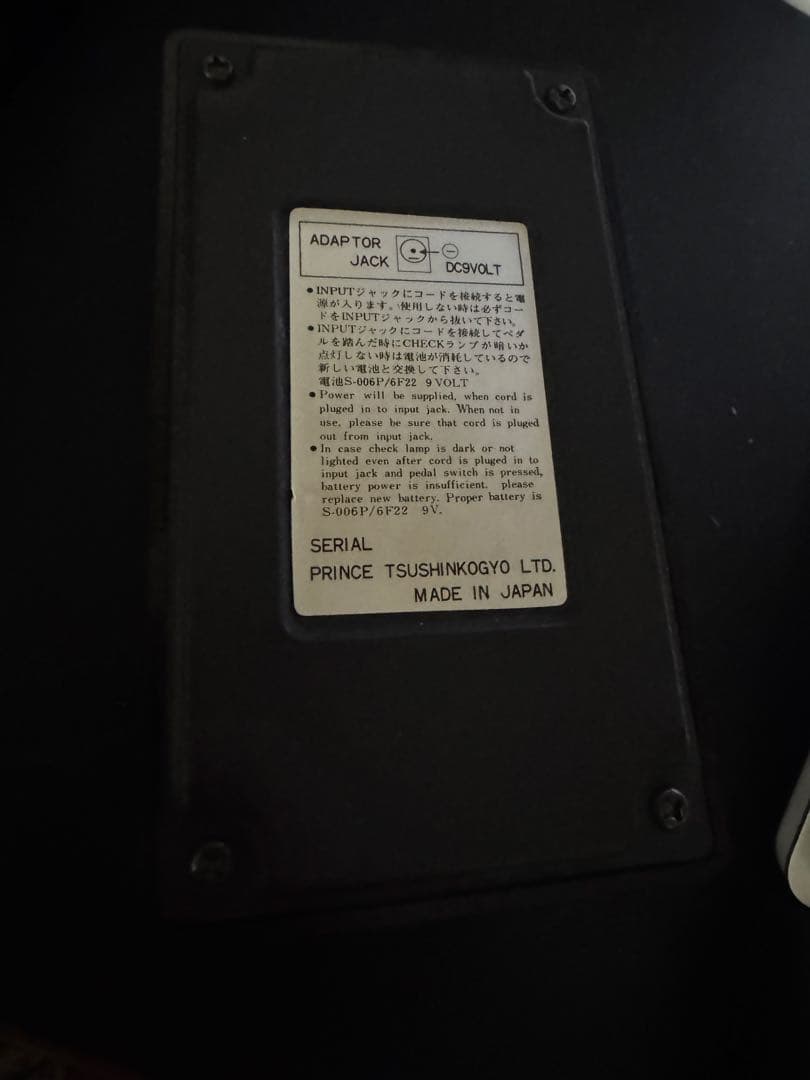 ADAPTOR
JACK
DC9VOLT
●INPUTジャックにコードを接続すると電
源が入ります。使用しない時は必ずコー
ドをINPUTジャックから抜いて下さい。
●INPUTジャックにコードを接続してペダ
ルを踏んだ時にCHECKランプが暗いか
点灯しない時は電池が消耗しているので
新しい電池と交換して下さい。
電池S-006P/6F22 9VOLT
●Power will be supplied, when cord is
pluged in to input jack. When not in
use, please be sure that cord is pluged
out from input jack.
●In case check lamp is dark or not
lighted even after cord is pluged in to
input jack and pedal switch is pressed,
battery power is insufficient. please
replace new battery. Proper battery is
S-006P/6F22 9V.
SERIAL
PRINCE TSUSHINKOGYO LTD.
MADE IN JAPAN